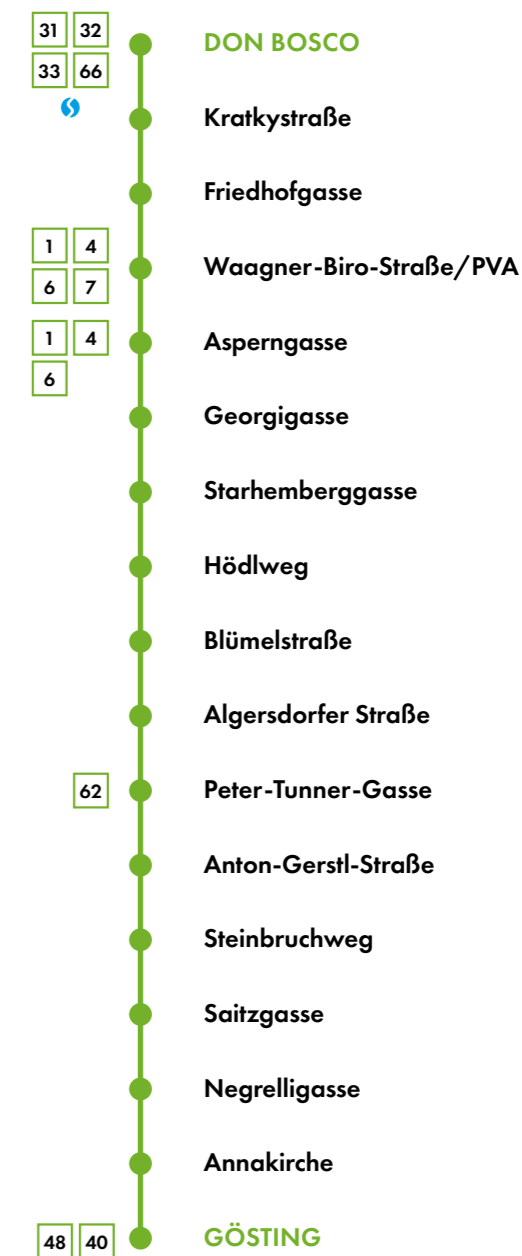 31 32 DON BOSCO
33 66
Kratkystraße
Friedhofgasse
1 4
6 7 Waagner-Biro-Straße/PVA
1 4 Asperngasse
6
Georgigasse
Starhemberggasse
Hödlweg
Blümelstraße
Algersdorfer Straße
62 Peter-Tunner-Gasse
Anton-Gerstl-Straße
Steinbruchweg
Saitzgasse
Negrelligasse
Annakirche
48 40 GÖSTING